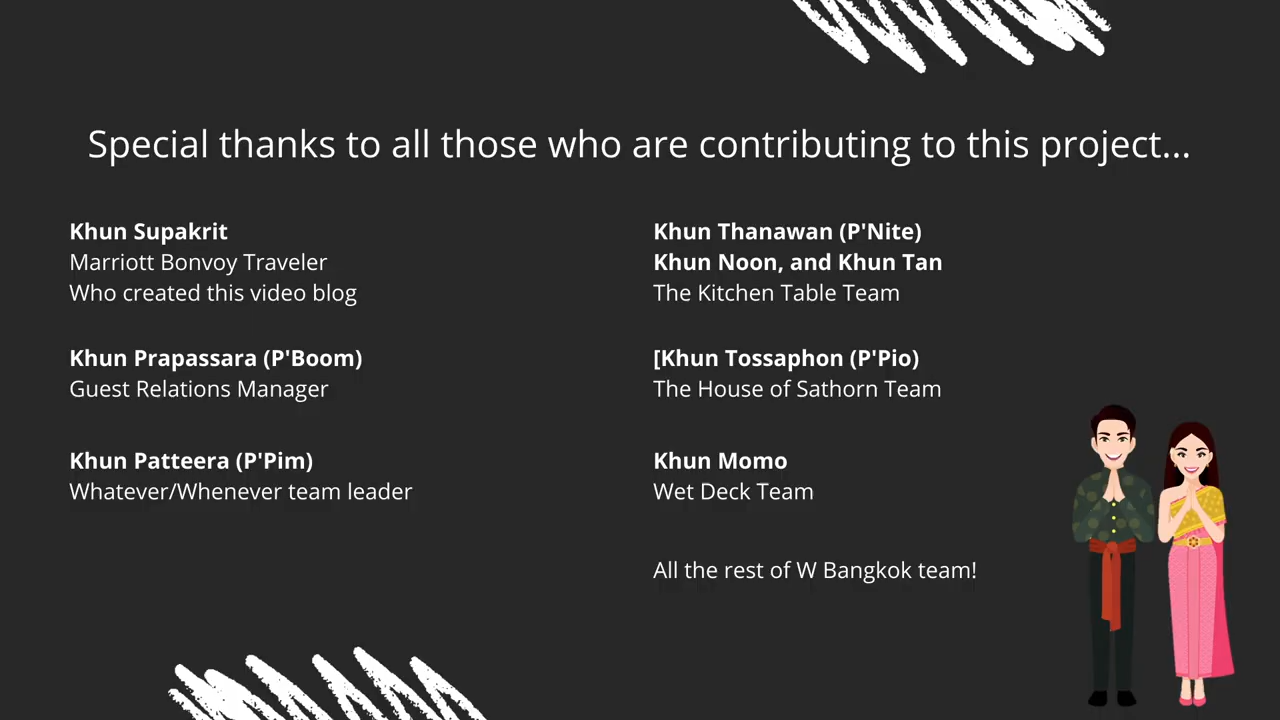 Special thanks to all those who are contributing to this project...
Khun Supakrit
Marriott Bonvoy Traveler
Who created this video blog
Khun Prapassara (P'Boom)
Guest Relations Manager
Khun Patteera (P'Pim)
Whatever/Whenever team leader
Khun Thanawan (P'Nite)
Khun Noon, and Khun Tan
The Kitchen Table Team
[Khun Tossaphon (P'Pio)
The House of Sathorn Team
Khun Momo
Wet Deck Team
All the rest of W Bangkok team!